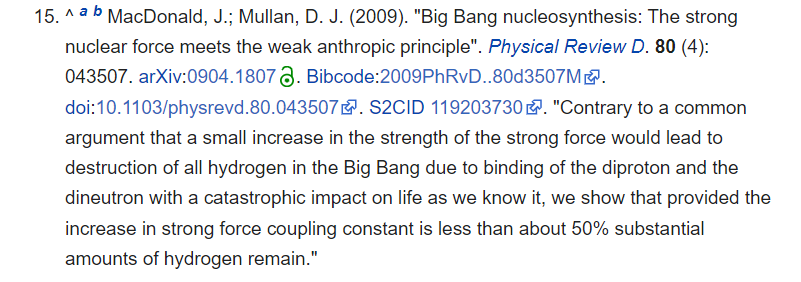 15. ^ a b MacDonald, J.; Mullan, D. J. (2009). "Big Bang nucleosynthesis: The strong
nuclear force meets the weak anthropic principle". Physical Review D. 80 (4):
043507. arXiv:0904.1807. Bibcode:2009PhRvD..80d3507M.
doi:10.1103/physrevd.80.043507. S2CID 119203730. "Contrary to a common
argument that a small increase in the strength of the strong force would lead to
destruction of all hydrogen in the Big Bang due to binding of the diproton and the
dineutron with a catastrophic impact on life as we know it, we show that provided the
increase in strong force coupling constant is less than about 50% substantial
amounts of hydrogen remain."